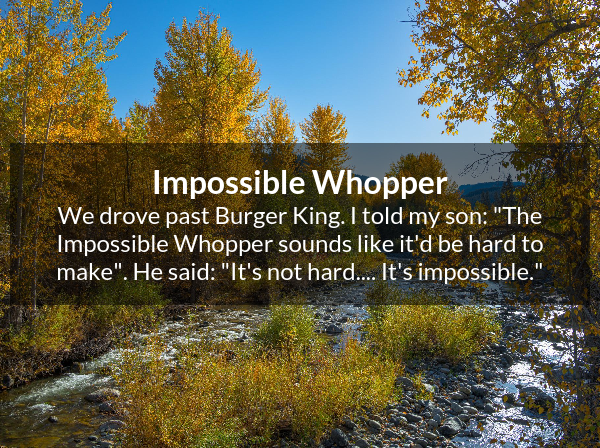 Impossible Whopper
We drove past Burger King. I told my son: "The
Impossible Whopper sounds like it'd be hard to
make". He said: "It's not hard.... It's impossible."